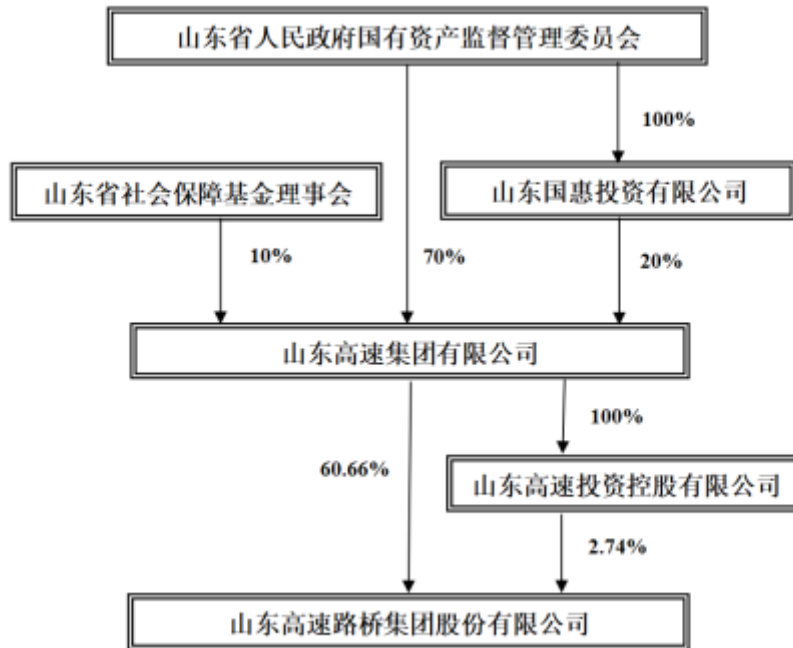 山东省人民政府国有资产监督管理委员会
100%
山东省社会保障基金理事会
山东国惠投资有限公司
10%
70%
20%
山东高速集团有限公司
100%
60.66%
山东高速投资控股有限公司
2.74%
山东高速路桥集团股份有限公司